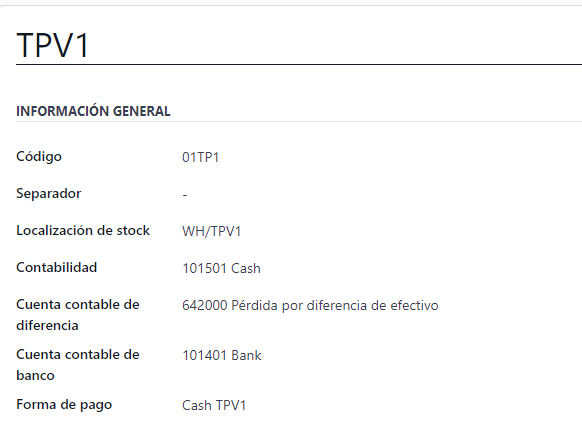 TPV1
INFORMACIÓN GENERAL
Código 01TP1
Separador -
Localización de stock WH/TPV1
Contabilidad 101501 Cash
Cuenta contable de diferencia 642000 Pérdida por diferencia de efectivo
Cuenta contable de banco 101401 Bank
Forma de pago Cash TPV1